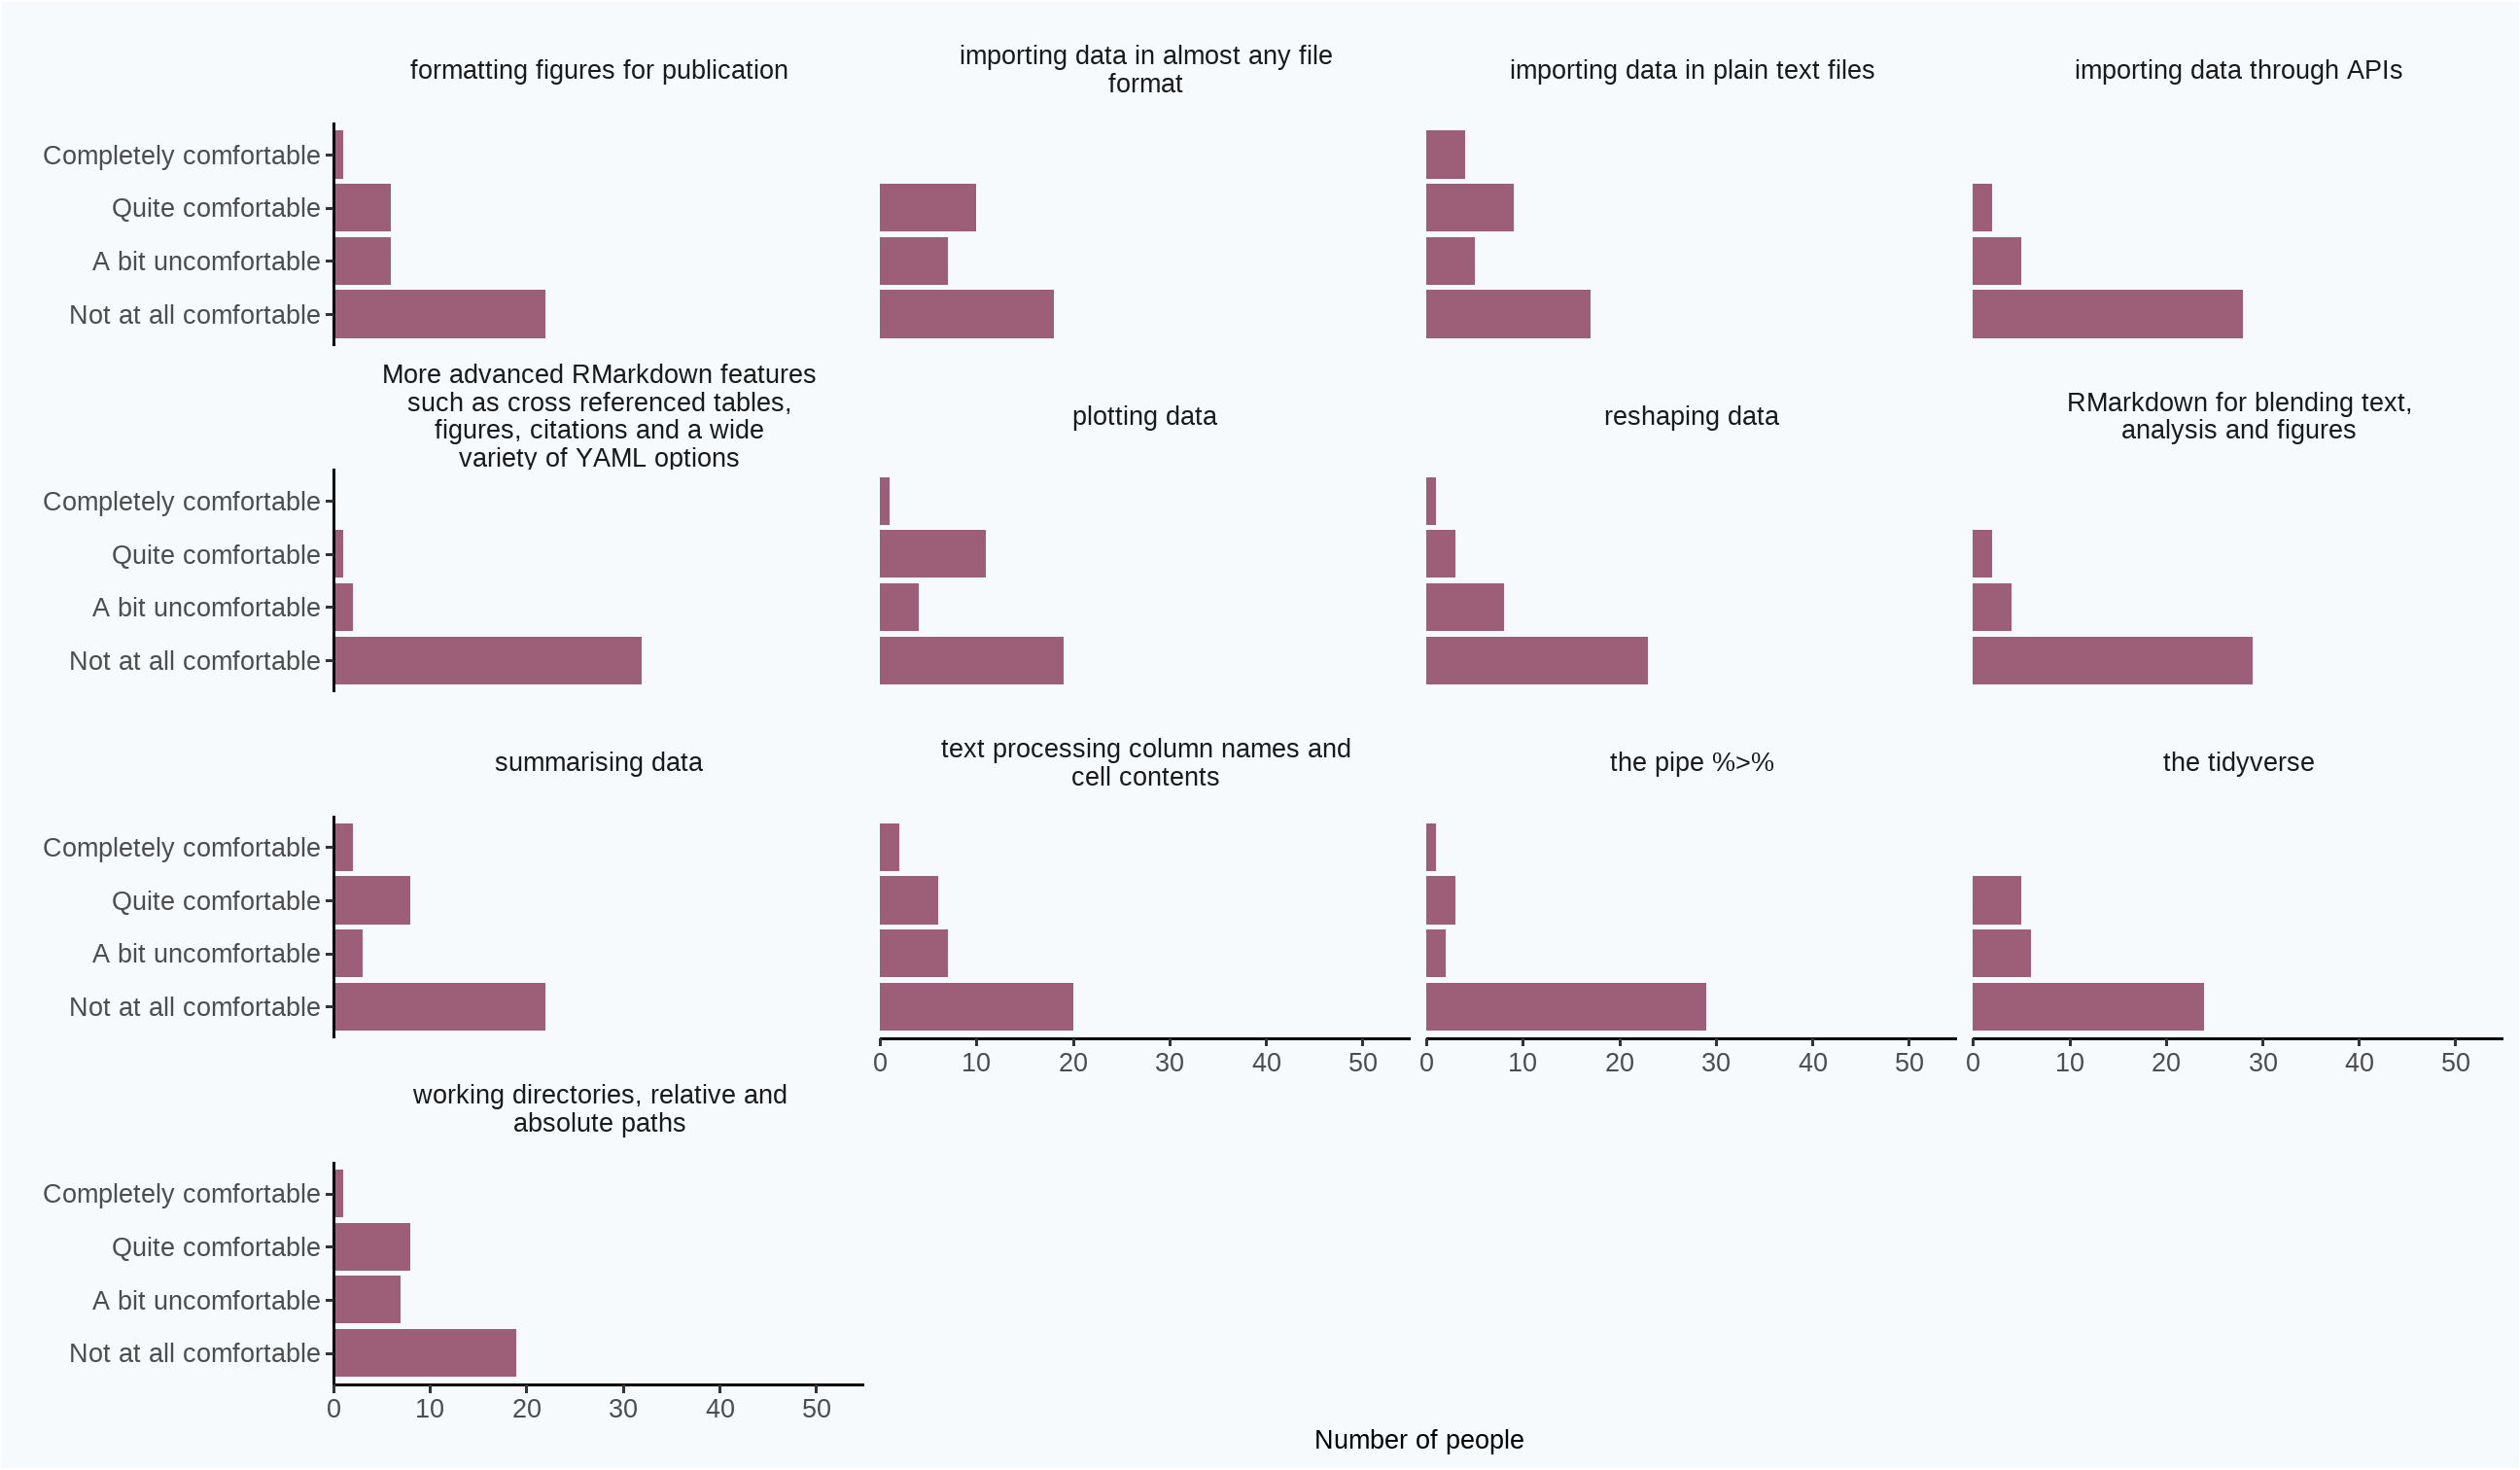 formatting figures for publication
importing data in almost any file
format
importing data in plain text files
importing data through APIs
Completely comfortable
Quite comfortable
A bit uncomfortable
Not at all comfortable
More advanced RMarkdown features
such as cross referenced tables,
figures, citations and a wide
variety of YAML options
plotting data
reshaping data
RMarkdown for blending text,
analysis and figures
Completely comfortable
Quite comfortable
A bit uncomfortable
Not at all comfortable
summarising data
text processing column names and
cell contents
the pipe %>%
the tidyverse
Completely comfortable
Quite comfortable
A bit uncomfortable
Not at all comfortable
0 10 20 30 40 50
0 10 20 30 40 50
0 10 20 30 40 50
working directories, relative and
absolute paths
Completely comfortable
Quite comfortable
A bit uncomfortable
Not at all comfortable
0 10 20 30 40 50
Number of people